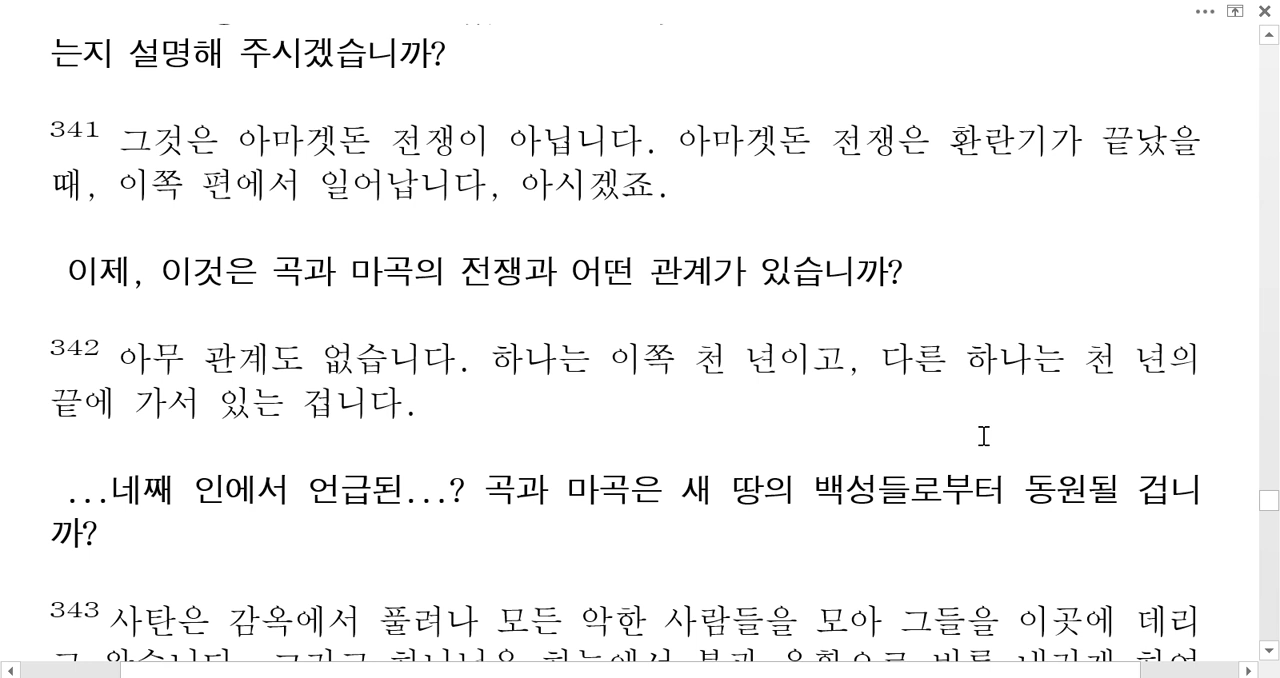 는지 설명해 주시겠습니까?
341 그것은 아마겟돈 전쟁이 아닙니다. 아마겟돈 전쟁은 환란기가 끝났을
때, 이쪽 편에서 일어납니다, 아시겠죠.
이제, 이것은 곡과 마곡의 전쟁과 어떤 관계가 있습니까?
342 아무 관계도 없습니다. 하나는 이쪽 천 년이고, 다른 하나는 천 년의
끝에 가서 있는 겁니다.
...네째 인에서 언급된...? 곡과 마곡은 새 땅의 백성들로부터 동원될 겁니
까?
343 사탄은 감옥에서 풀려나 모든 악한 사람들을 모아 그들을 이곳에 데리